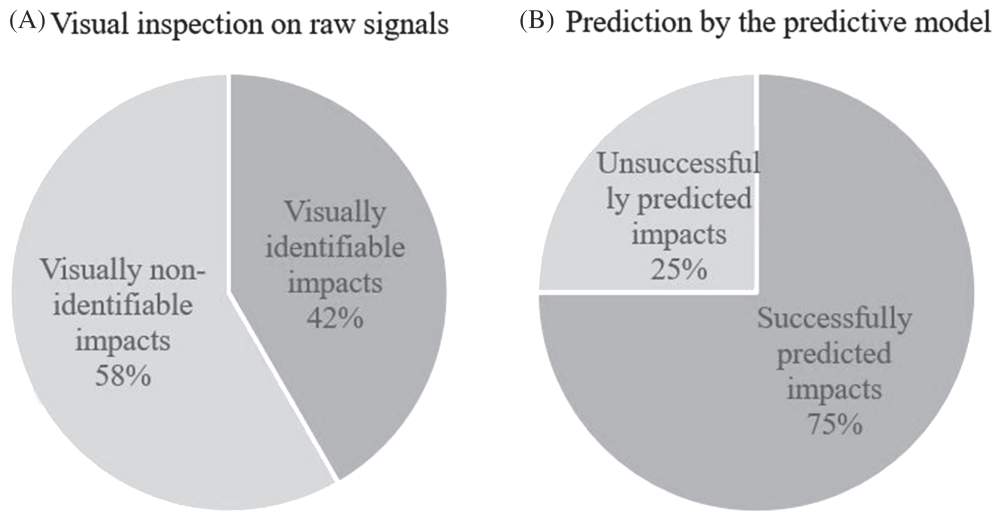 (A) Visual inspection on raw signals
Visually
identifiable
impacts
42%
Visually non-
identifiable
impacts
58%
(B) Prediction by the predictive model
Unsuccessful
ly predicted
impacts
25%
Successfully
predicted
impacts
75%